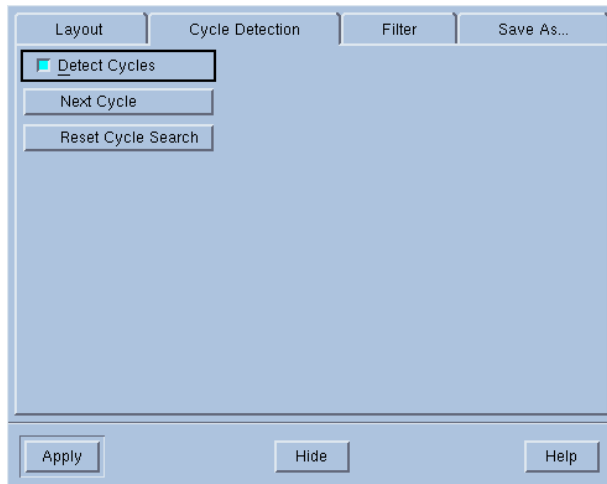 Layout Cycle Detection Filter Save As...
Detect Cycles
Next Cycle
Reset Cycle Search
Apply Hide Help